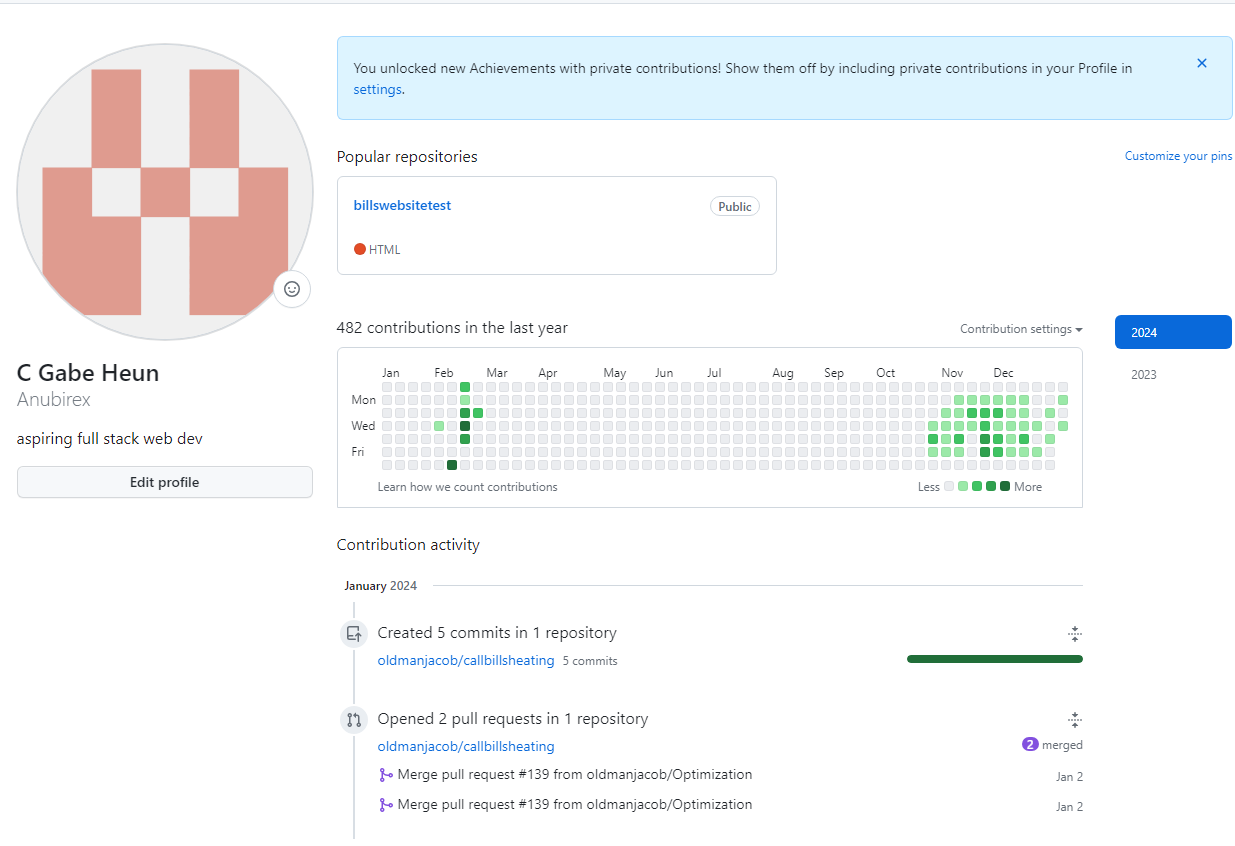 You unlocked new Achievements with private contributions! Show them off by including private contributions in your Profile in
settings.
Popular repositories
Customize your pins
billswebsitetest
Public
HTML
C Gabe Heun
Anubirex
aspiring full stack web dev
Edit profile
482 contributions in the last year
Contribution settings
2024
2023
Jan Feb Mar Apr May Jun Jul Aug Sep Oct Nov Dec
Mon
Wed
Fri
Learn how we count contributions
Less More
Contribution activity
January 2024
Created 5 commits in 1 repository
oldmanjacob/callbillsheating 5 commits
Opened 2 pull requests in 1 repository
oldmanjacob/callbillsheating
2 merged
Merge pull request #139 from oldmanjacob/Optimization
Jan 2
Merge pull request #139 from oldmanjacob/Optimization
Jan 2